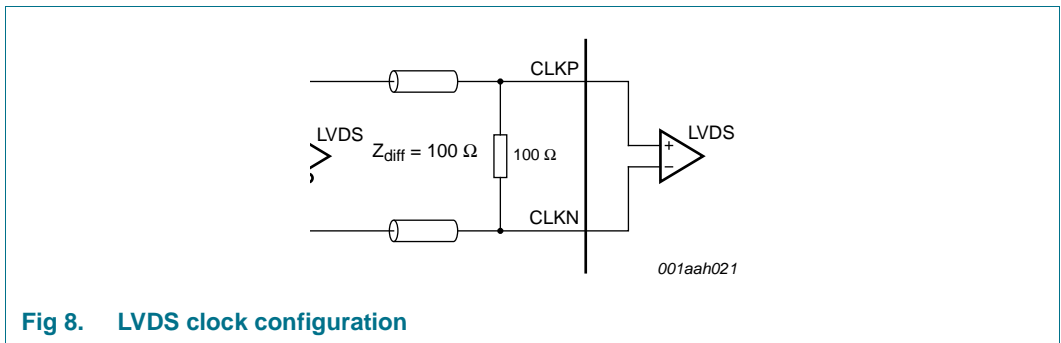 CLKP
LVDS
LVDS
Z_diff = 100 Ω
100 Ω
+
−
CLKN
001aah021
Fig 8. LVDS clock configuration